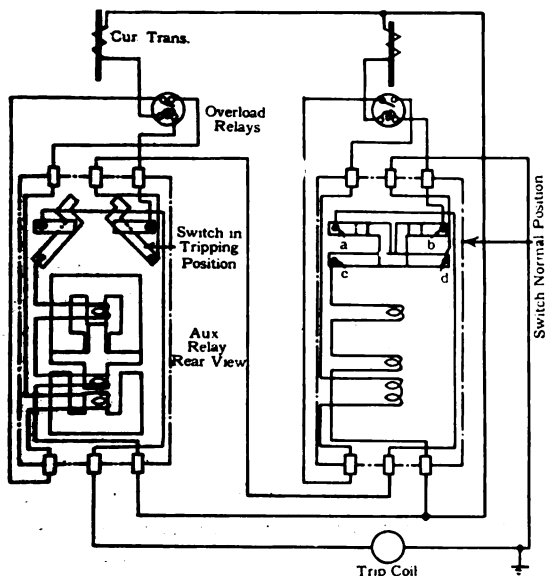 Cur. Trans.
Overload
Relays
Switch in
Tripping
Position
Switch Normal Position
a
b
c
d
Aux
Relay
Rear View
Trip Coil